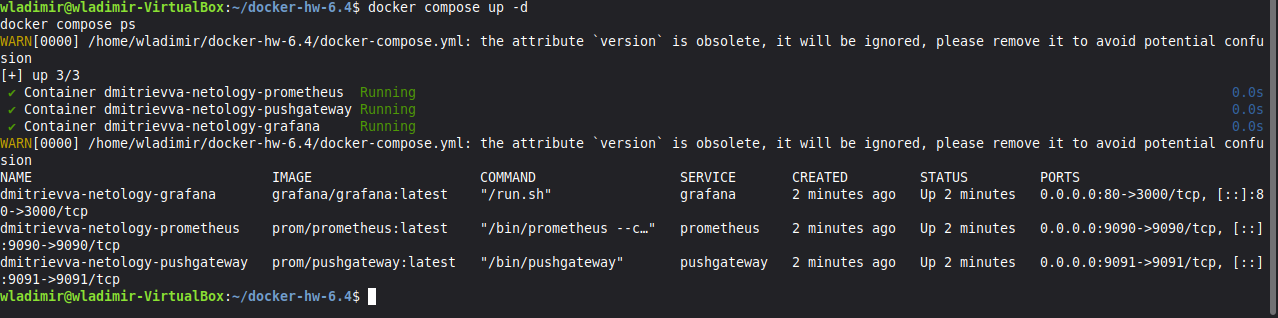 wladimir@wladimir-VirtualBox:~/docker-hw-6.4$ docker compose up -d
docker compose ps
WARN[0000] /home/wladimir/docker-hw-6.4/docker-compose.yml: the attribute `version` is obsolete, it will be ignored, please remove it to avoid potential confu
sion
[+] up 3/3
✔ Container dmitrievva-netology-prometheus  Running 0.0s
✔ Container dmitrievva-netology-pushgateway Running 0.0s
✔ Container dmitrievva-netology-grafana     Running 0.0s
WARN[0000] /home/wladimir/docker-hw-6.4/docker-compose.yml: the attribute `version` is obsolete, it will be ignored, please remove it to avoid potential confu
sion
NAME                              IMAGE                     COMMAND                  SERVICE       CREATED         STATUS         PORTS
dmitrievva-netology-grafana       grafana/grafana:latest    "/run.sh"                grafana       2 minutes ago   Up 2 minutes   0.0.0.0:80->3000/tcp, [::]:8
0->3000/tcp
dmitrievva-netology-prometheus    prom/prometheus:latest    "/bin/prometheus --c…"   prometheus    2 minutes ago   Up 2 minutes   0.0.0.0:9090->9090/tcp, [::]
:9090->9090/tcp
dmitrievva-netology-pushgateway   prom/pushgateway:latest   "/bin/pushgateway"       pushgateway   2 minutes ago   Up 2 minutes   0.0.0.0:9091->9091/tcp, [::]
:9091->9091/tcp
wladimir@wladimir-VirtualBox:~/docker-hw-6.4$